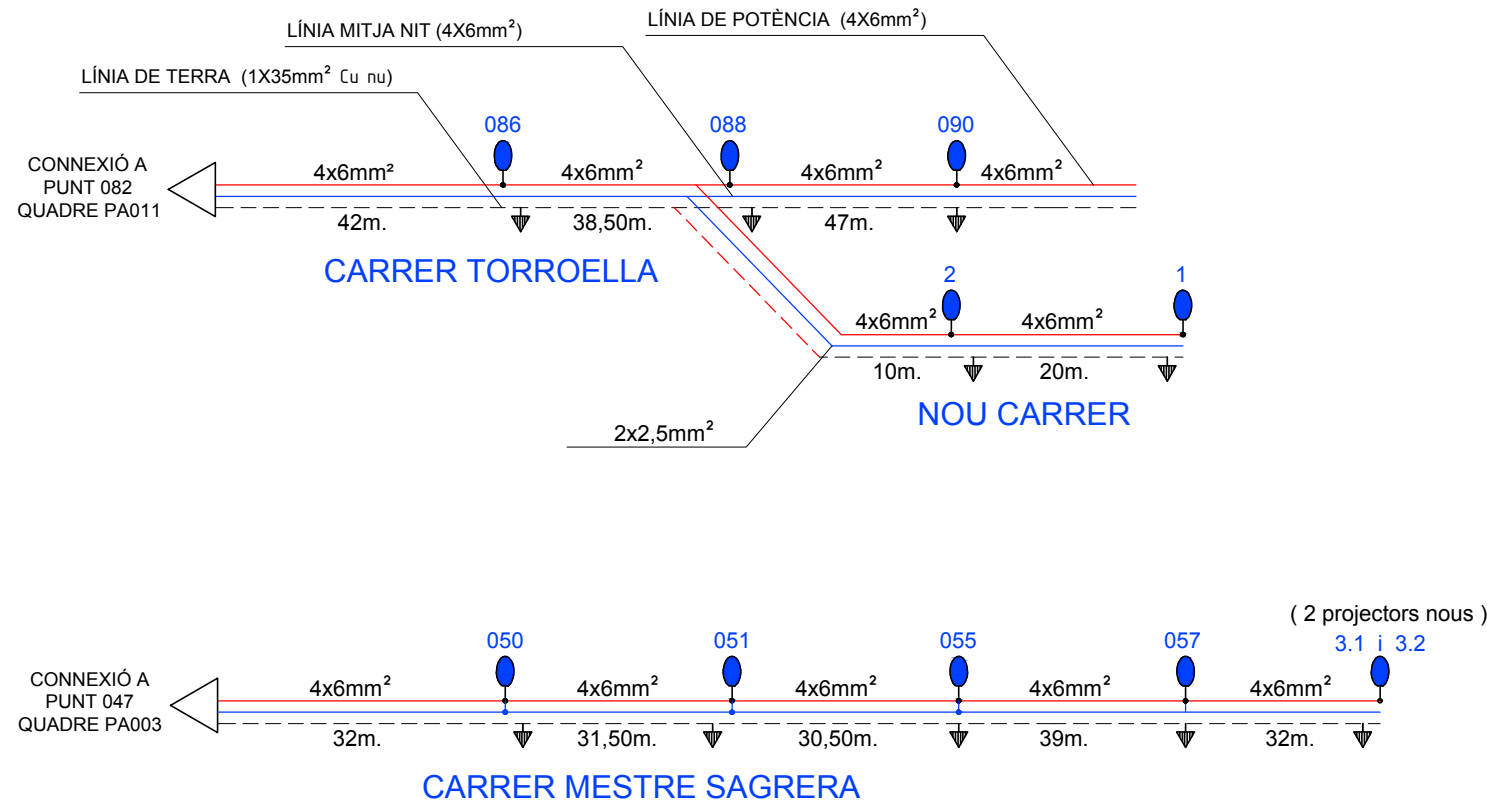 LÍNIA DE POTÈNCIA (4X6mm²)
LÍNIA MITJA NIT (4X6mm²)
LÍNIA DE TERRA (1X35mm² Cu nu)
086
088
090
CONNEXIÓ A
PUNT 082
QUADRE PA011
4x6mm²
4x6mm²
4x6mm²
4x6mm²
42m.
38,50m.
47m.
CARRER TORROELLA
2
1
4x6mm²
4x6mm²
10m.
20m.
NOU CARRER
2x2,5mm²
( 2 projectors nous )
050
051
055
057
3.1 i 3.2
CONNEXIÓ A
PUNT 047
QUADRE PA003
4x6mm²
4x6mm²
4x6mm²
4x6mm²
4x6mm²
32m.
31,50m.
30,50m.
39m.
32m.
CARRER MESTRE SAGRERA